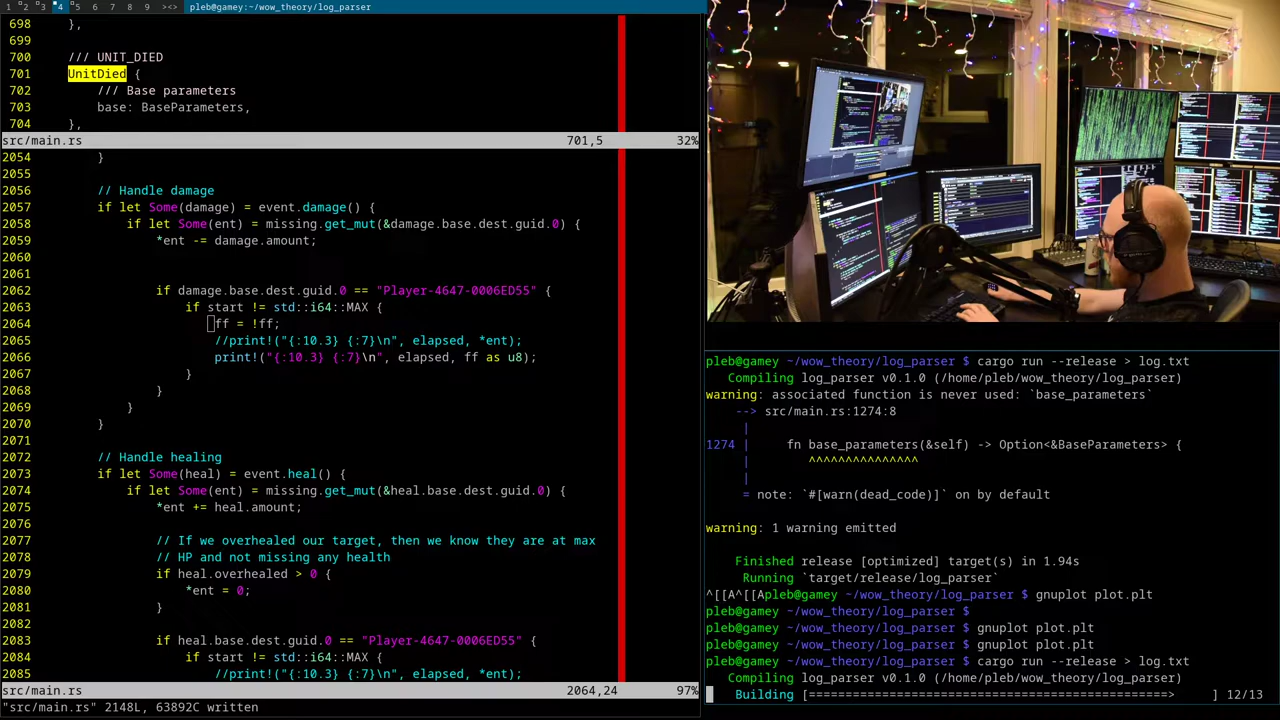 1 2 3 4 5 6 7 8 9 ><> pleb@gamey:~/wow_theory/log_parser
698 },
699
700 /// UNIT_DIED
701 UnitDied {
702 /// Base parameters
703 base: BaseParameters,
704 },
src/main.rs 701,5 32%
2054 }
2055
2056 // Handle damage
2057 if let Some(damage) = event.damage() {
2058 if let Some(ent) = missing.get_mut(&damage.base.dest.guid.0) {
2059 *ent -= damage.amount;
2060
2061
2062 if damage.base.dest.guid.0 == "Player-4647-0006ED55" {
2063 if start != std::i64::MAX {
2064 ff = !ff;
2065 //print!("{:10.3} {:7}\n", elapsed, *ent);
2066 print!("{:10.3} {:7}\n", elapsed, ff as u8);
2067 }
2068 }
2069 }
2070 }
2071
2072 // Handle healing
2073 if let Some(heal) = event.heal() {
2074 if let Some(ent) = missing.get_mut(&heal.base.dest.guid.0) {
2075 *ent += heal.amount;
2076
2077 // If we overhealed our target, then we know they are at max
2078 // HP and not missing any health
2079 if heal.overhealed > 0 {
2080 *ent = 0;
2081 }
2082
2083 if heal.base.dest.guid.0 == "Player-4647-0006ED55" {
2084 if start != std::i64::MAX {
2085 //print!("{:10.3} {:7}\n", elapsed, *ent);
src/main.rs 2064,24 97%
"src/main.rs" 2148L, 63892C written
pleb@gamey ~/wow_theory/log_parser $ cargo run --release > log.txt
Compiling log_parser v0.1.0 (/home/pleb/wow_theory/log_parser)
warning: associated function is never used: `base_parameters`
--> src/main.rs:1274:8
|
1274 | fn base_parameters(&self) -> Option<&BaseParameters> {
| ^^^^^^^^^^^^^^^
|
= note: `#[warn(dead_code)]` on by default
warning: 1 warning emitted
Finished release [optimized] target(s) in 1.94s
Running `target/release/log_parser`
^[[A^[[Apleb@gamey ~/wow_theory/log_parser $ gnuplot plot.plt
pleb@gamey ~/wow_theory/log_parser $
pleb@gamey ~/wow_theory/log_parser $ gnuplot plot.plt
pleb@gamey ~/wow_theory/log_parser $ gnuplot plot.plt
pleb@gamey ~/wow_theory/log_parser $ cargo run --release > log.txt
Compiling log_parser v0.1.0 (/home/pleb/wow_theory/log_parser)
Building [=================================================> ] 12/13